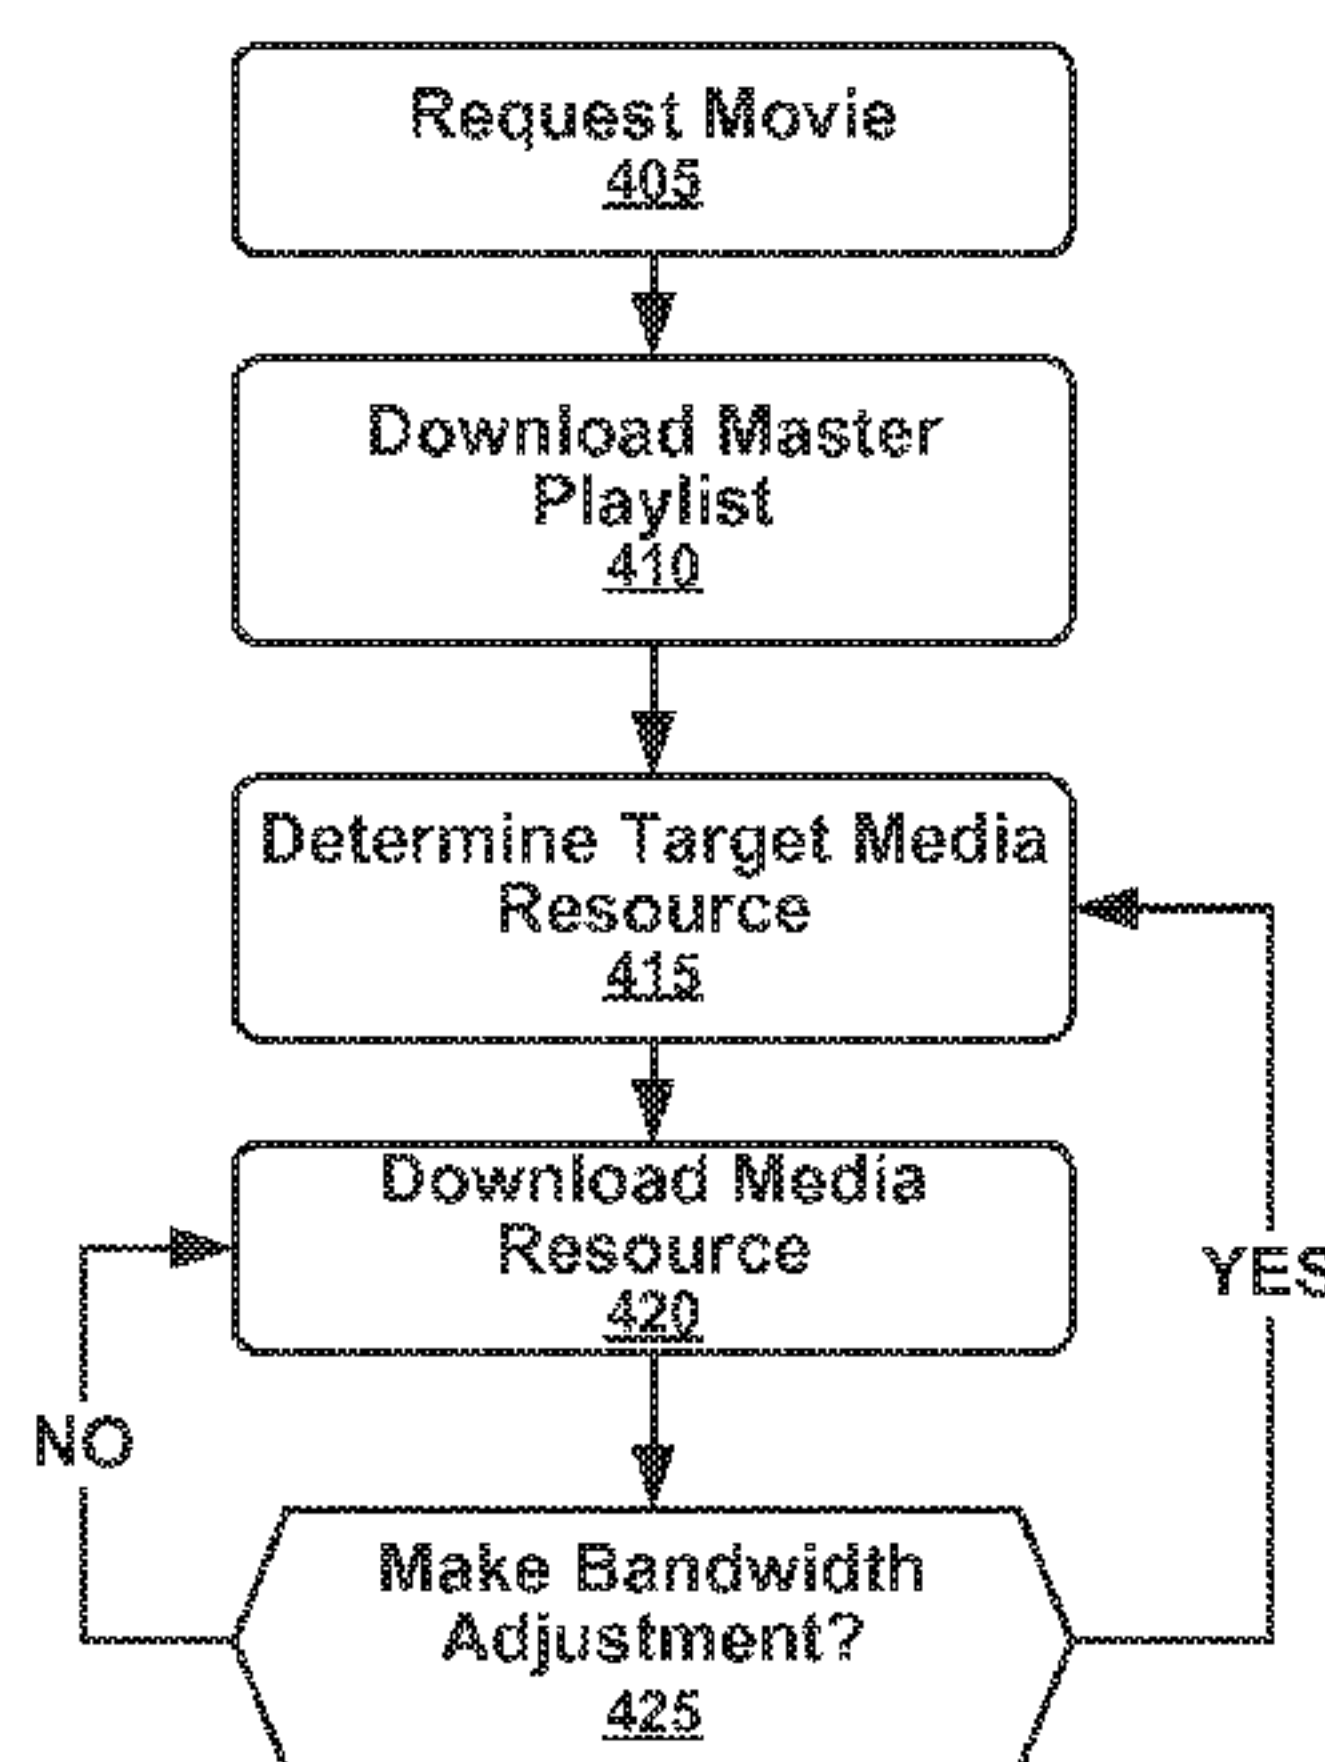 Request Movie
405
Download Master
Playlist
410
Determine Target Media
Resource
415
Download Media
Resource
420
YES
NO
Make Bandwidth
Adjustment?
425